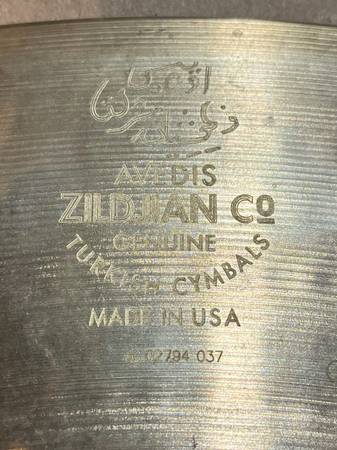 AVEDIS
ZILDJIAN Co
GENUINE
TURKISH CYMBALS
MADE IN USA
02794 037